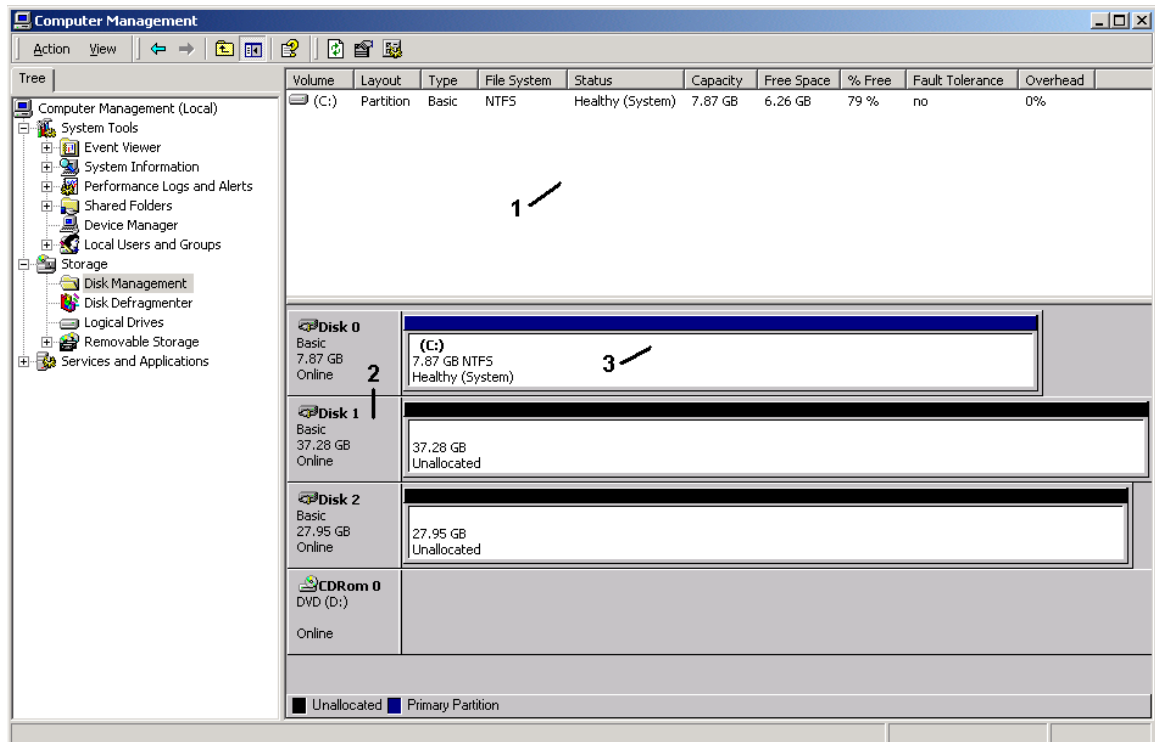 Computer Management
Action View
Tree
Computer Management (Local)
System Tools
Event Viewer
System Information
Performance Logs and Alerts
Shared Folders
Device Manager
Local Users and Groups
Storage
Disk Management
Disk Defragmenter
Logical Drives
Removable Storage
Services and Applications
Volume Layout Type File System Status Capacity Free Space % Free Fault Tolerance Overhead
(C:) Partition Basic NTFS Healthy (System) 7.87 GB 6.26 GB 79 % no 0%
1
Disk 0
Basic
7.87 GB
Online
2
(C:)
7.87 GB NTFS
Healthy (System)
3
Disk 1
Basic
37.28 GB
Online
37.28 GB
Unallocated
Disk 2
Basic
27.95 GB
Online
27.95 GB
Unallocated
CDRom 0
DVD (D:)
Online
Unallocated Primary Partition